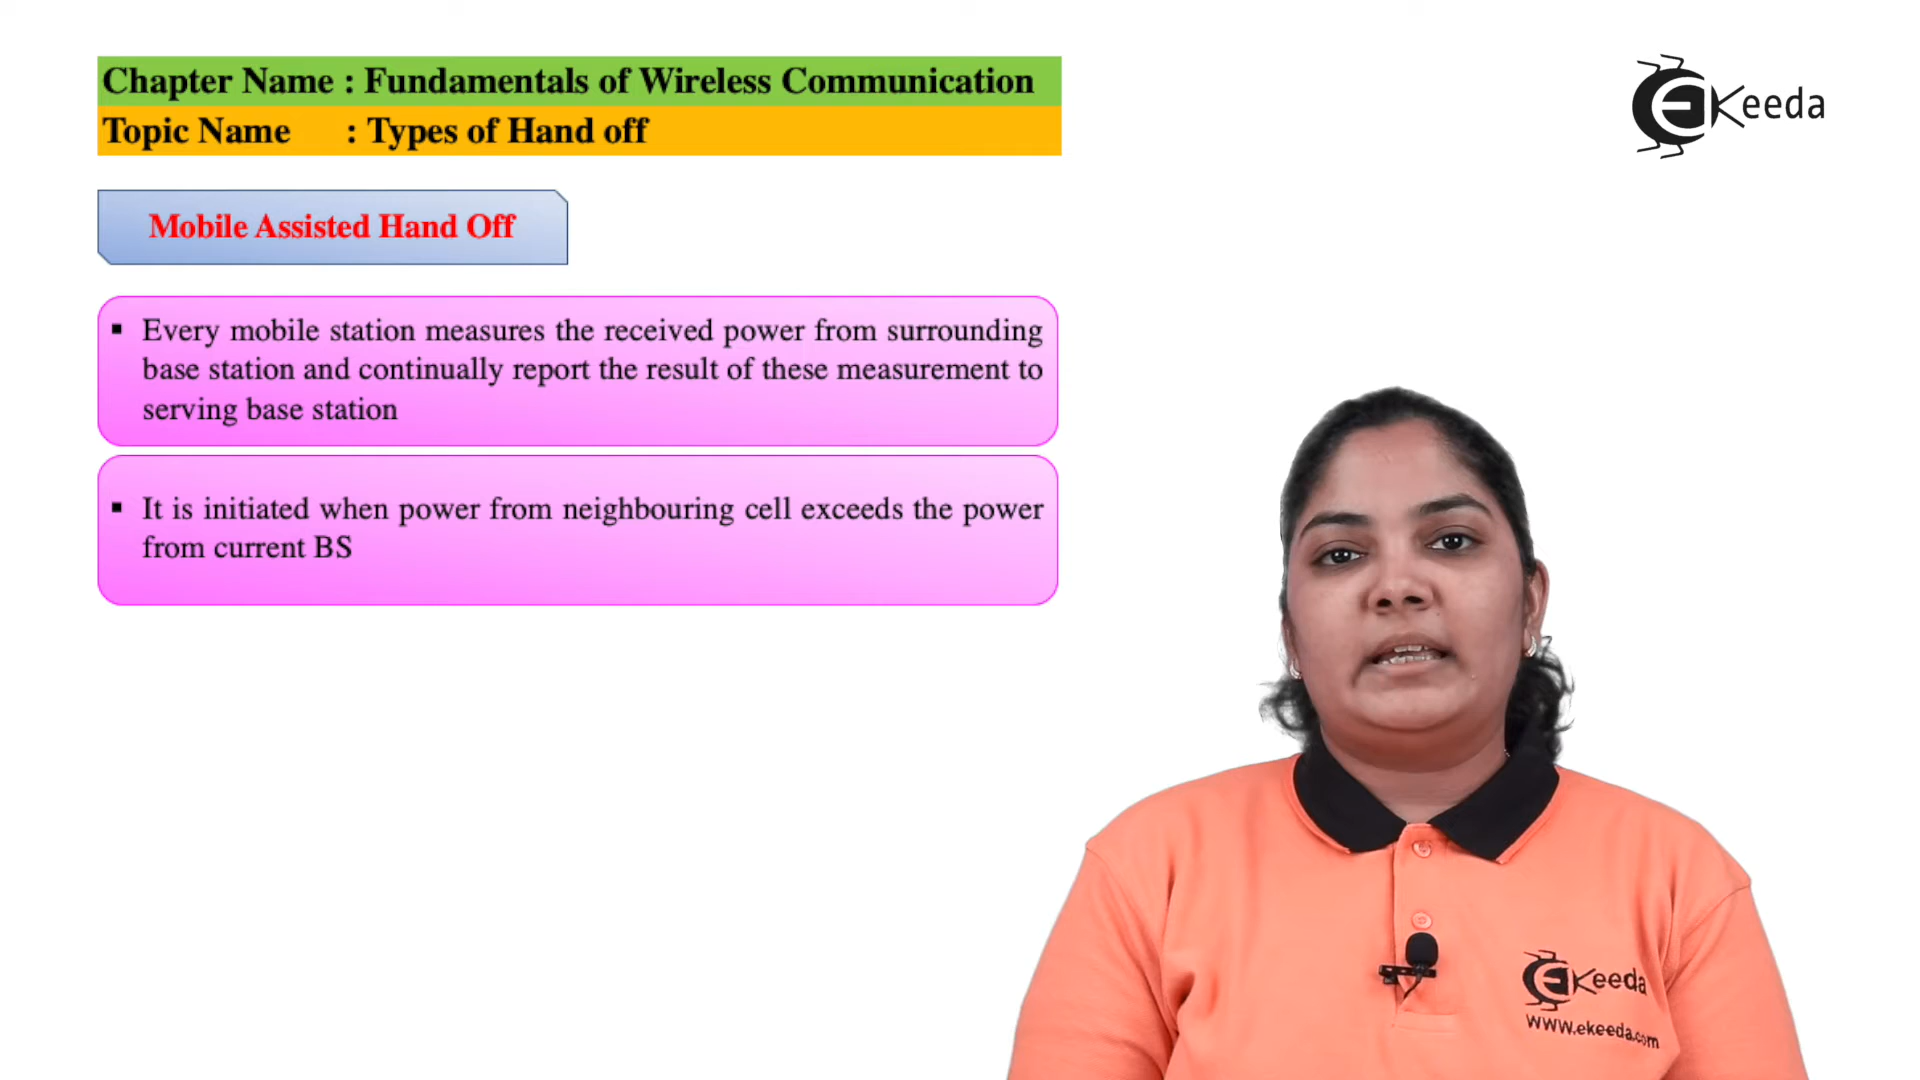 Chapter Name : Fundamentals of Wireless Communication
Topic Name : Types of Hand off
EKeeda
Mobile Assisted Hand Off
▪ Every mobile station measures the received power from surrounding
base station and continually report the result of these measurement to
serving base station
▪ It is initiated when power from neighbouring cell exceeds the power
from current BS
EKeeda
www.ekeeda.com